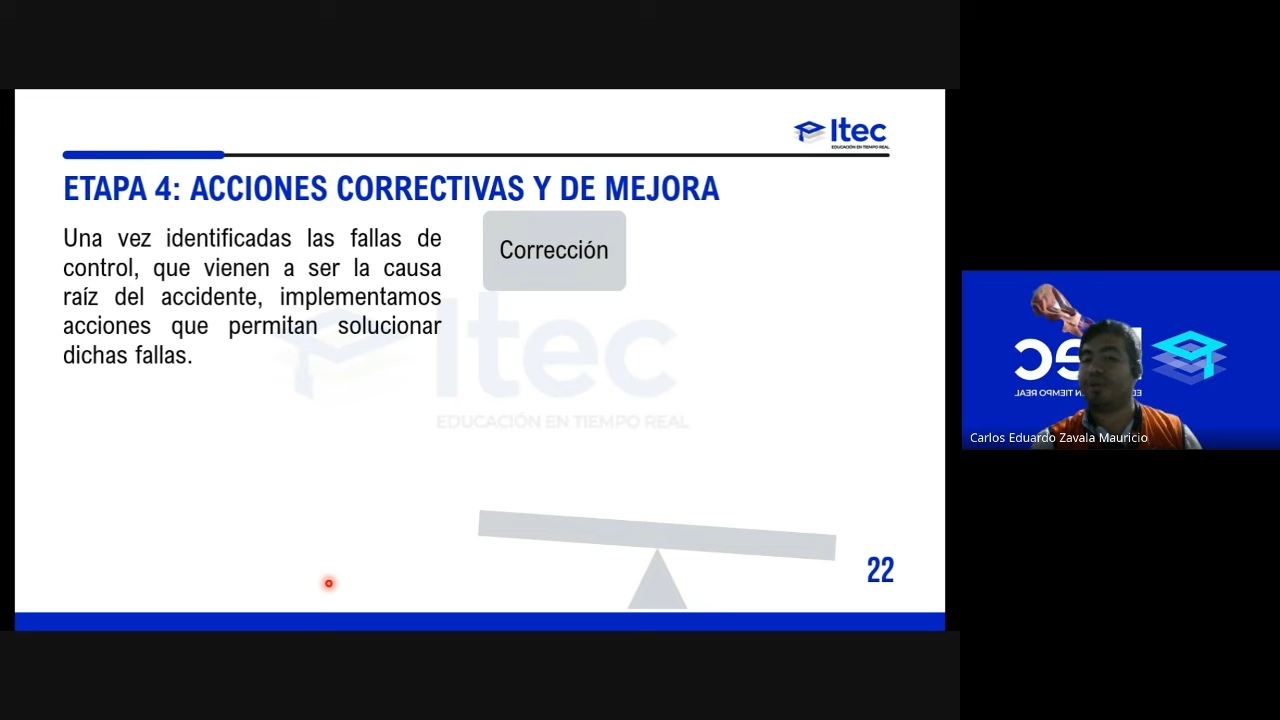 Itec
EDUCACIÓN EN TIEMPO REAL
ETAPA 4: ACCIONES CORRECTIVAS Y DE MEJORA
Una vez identificadas las fallas de
control, que vienen a ser la causa
raíz del accidente, implementamos
acciones que permitan solucionar
dichas fallas.
Corrección
Itec
EDUCACIÓN EN TIEMPO REAL
22
Carlos Eduardo Zavala Mauricio